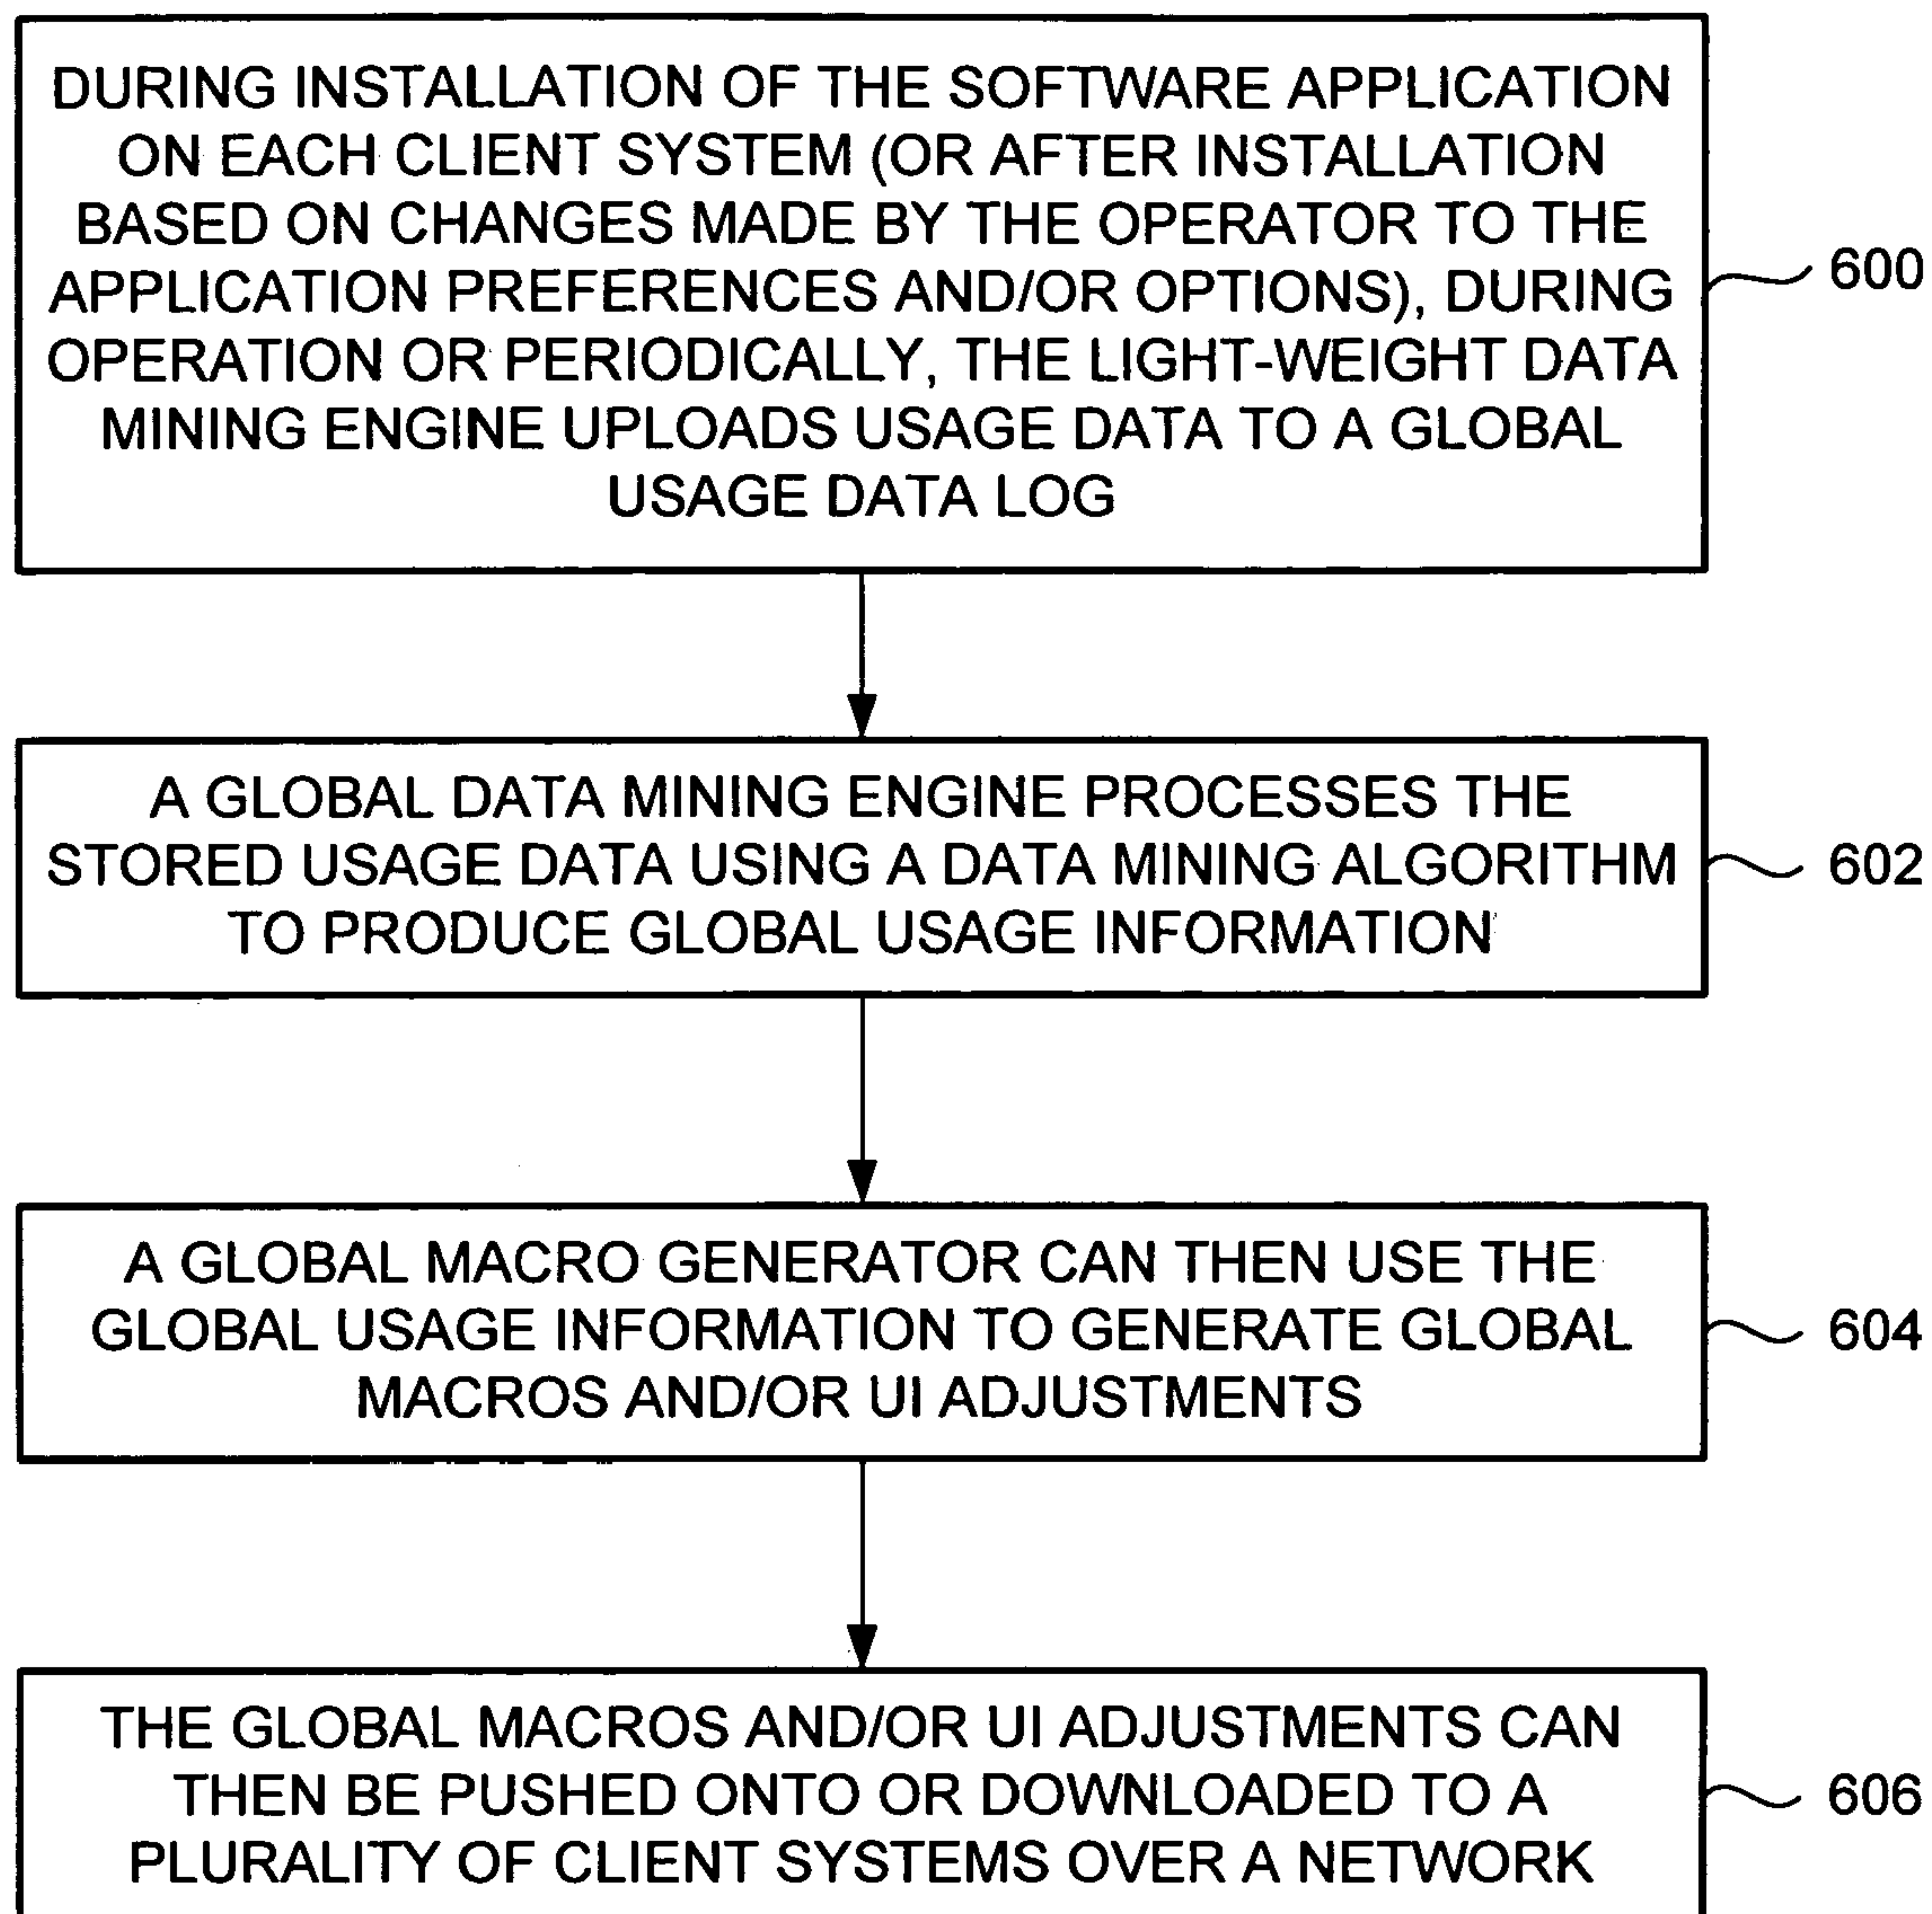 DURING INSTALLATION OF THE SOFTWARE APPLICATION
ON EACH CLIENT SYSTEM (OR AFTER INSTALLATION
BASED ON CHANGES MADE BY THE OPERATOR TO THE
APPLICATION PREFERENCES AND/OR OPTIONS), DURING
OPERATION OR PERIODICALLY, THE LIGHT-WEIGHT DATA
MINING ENGINE UPLOADS USAGE DATA TO A GLOBAL
USAGE DATA LOG
600
A GLOBAL DATA MINING ENGINE PROCESSES THE
STORED USAGE DATA USING A DATA MINING ALGORITHM
TO PRODUCE GLOBAL USAGE INFORMATION
602
A GLOBAL MACRO GENERATOR CAN THEN USE THE
GLOBAL USAGE INFORMATION TO GENERATE GLOBAL
MACROS AND/OR UI ADJUSTMENTS
604
THE GLOBAL MACROS AND/OR UI ADJUSTMENTS CAN
THEN BE PUSHED ONTO OR DOWNLOADED TO A
PLURALITY OF CLIENT SYSTEMS OVER A NETWORK
606